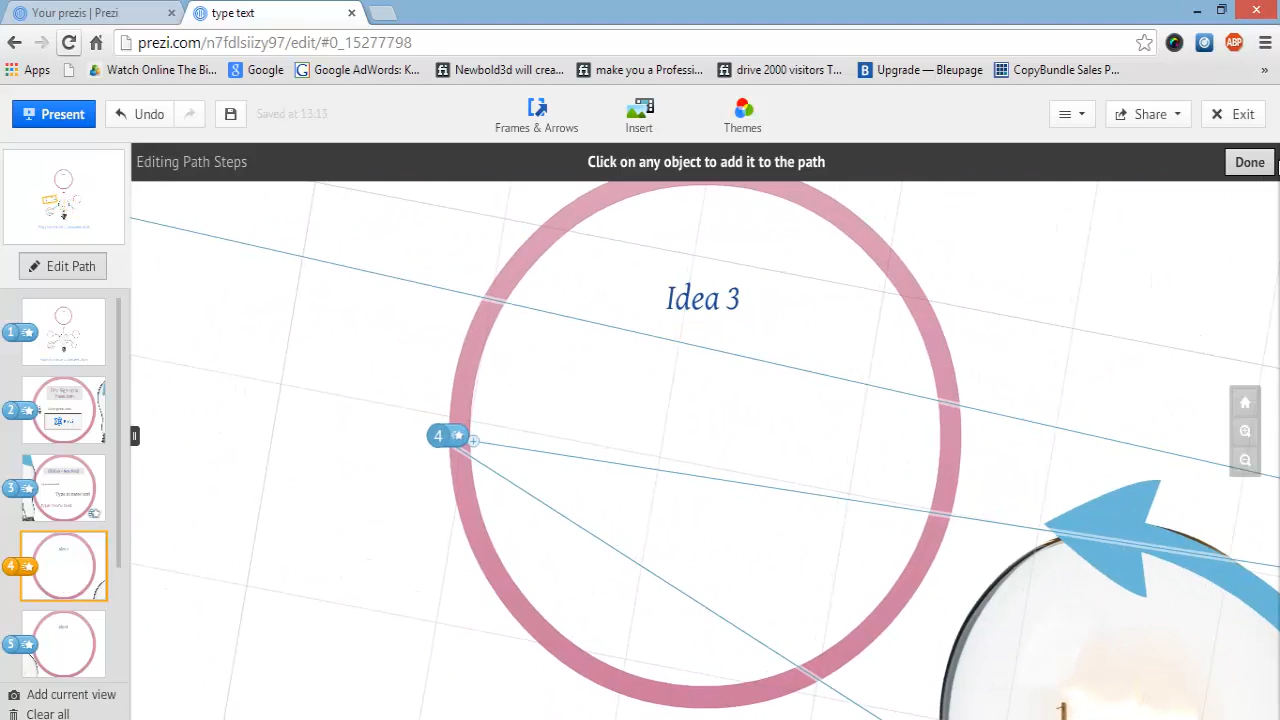 Your prezis | Prezi
type text
prezi.com/n7fdlsiizy97/edit/#0_15277798
Apps
Watch Online The Bi...
Google
Google AdWords: K...
Newbold3d will crea...
make you a Professi...
drive 2000 visitors T...
Upgrade — Bleupage
CopyBundle Sales P...
»
Present
Undo
Saved at 13:13
Frames & Arrows
Insert
Themes
Share
Exit
Editing Path Steps
Click on any object to add it to the path
Done
Edit Path
1
2
3
4
5
Idea 3
4
Add current view
Clear all
ABP